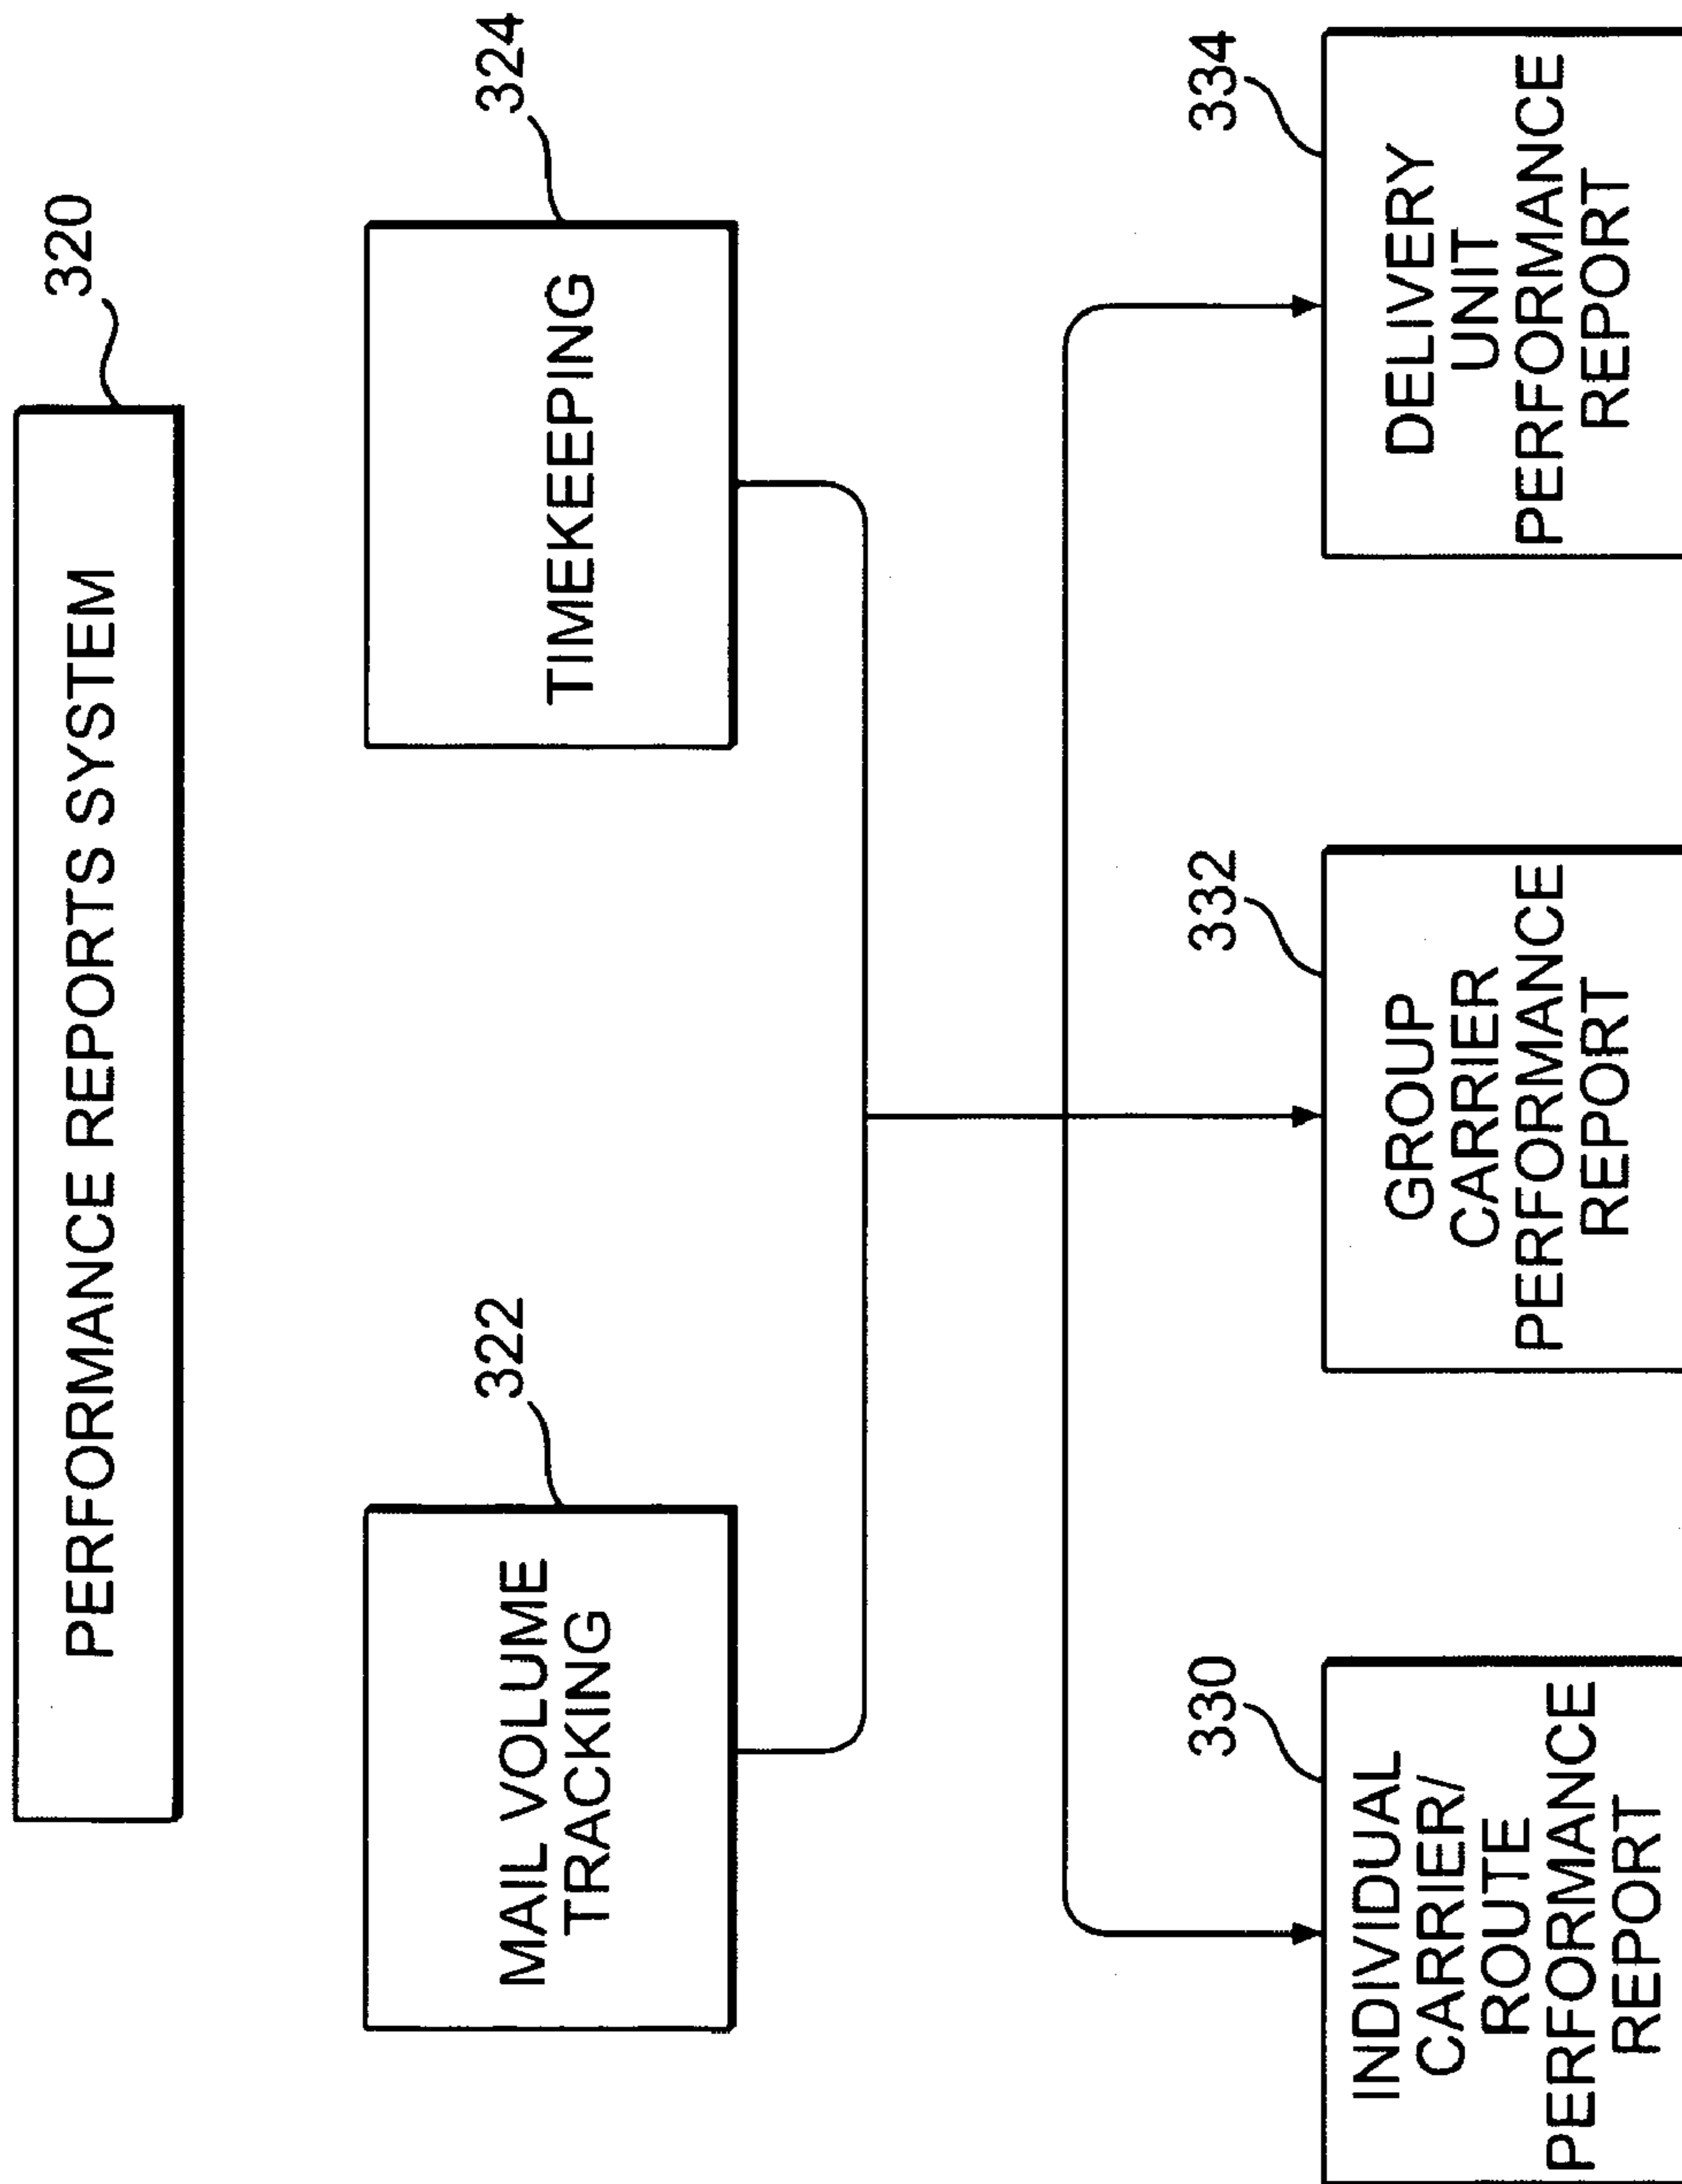 PERFORMANCE REPORTS SYSTEM
320
MAIL VOLUME
TRACKING
322
TIMEKEEPING
324
INDIVIDUAL
CARRIER/
ROUTE
PERFORMANCE
REPORT
330
GROUP
CARRIER
PERFORMANCE
REPORT
332
DELIVERY
UNIT
PERFORMANCE
REPORT
334